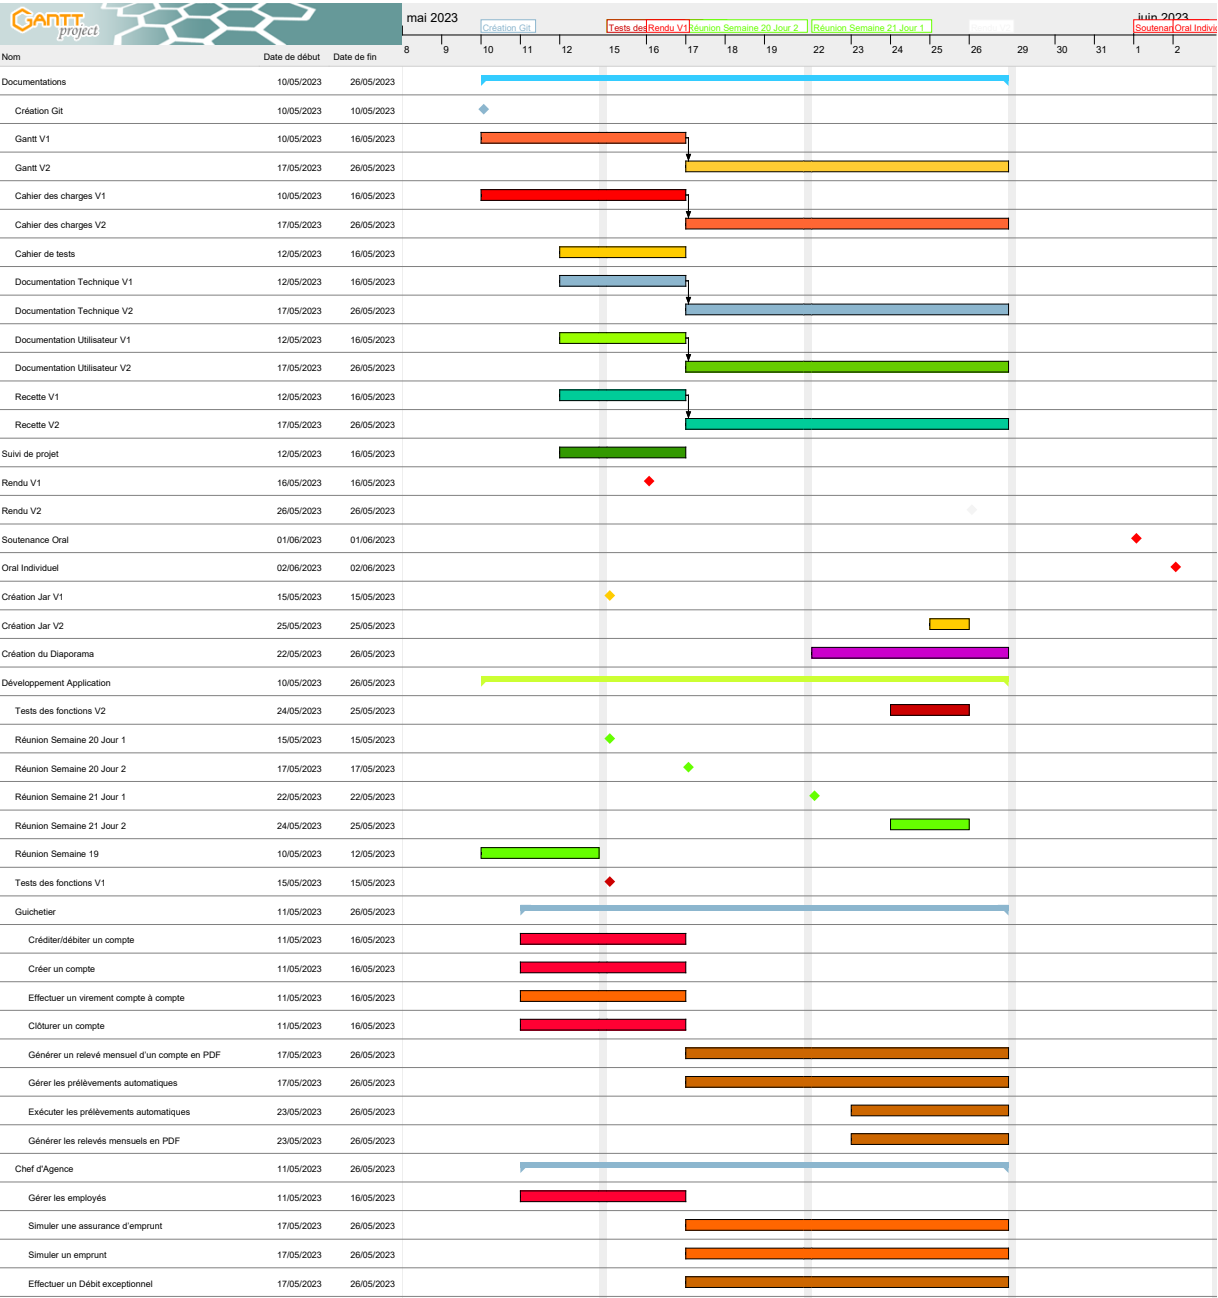 GANTT
project
mai 2023
juin 2023
Création Git
Tests des
Rendu V1
Réunion Semaine 20 Jour 2
Réunion Semaine 21 Jour 1
Soutenan
Oral Individ
8 9 10 11 12 15 16 17 18 19 22 23 24 25 26 29 30 31 1 2
Nom Date de début Date de fin
Documentations 10/05/2023 26/05/2023
Création Git 10/05/2023 10/05/2023
Gantt V1 10/05/2023 16/05/2023
Gantt V2 17/05/2023 26/05/2023
Cahier des charges V1 10/05/2023 16/05/2023
Cahier des charges V2 17/05/2023 26/05/2023
Cahier de tests 12/05/2023 16/05/2023
Documentation Technique V1 12/05/2023 16/05/2023
Documentation Technique V2 17/05/2023 26/05/2023
Documentation Utilisateur V1 12/05/2023 16/05/2023
Documentation Utilisateur V2 17/05/2023 26/05/2023
Recette V1 12/05/2023 16/05/2023
Recette V2 17/05/2023 26/05/2023
Suivi de projet 12/05/2023 16/05/2023
Rendu V1 16/05/2023 16/05/2023
Rendu V2 26/05/2023 26/05/2023
Soutenance Oral 01/06/2023 01/06/2023
Oral Individuel 02/06/2023 02/06/2023
Création Jar V1 15/05/2023 15/05/2023
Création Jar V2 25/05/2023 25/05/2023
Création du Diaporama 22/05/2023 26/05/2023
Développement Application 10/05/2023 26/05/2023
Tests des fonctions V2 24/05/2023 25/05/2023
Réunion Semaine 20 Jour 1 15/05/2023 15/05/2023
Réunion Semaine 20 Jour 2 17/05/2023 17/05/2023
Réunion Semaine 21 Jour 1 22/05/2023 22/05/2023
Réunion Semaine 21 Jour 2 24/05/2023 25/05/2023
Réunion Semaine 19 10/05/2023 12/05/2023
Tests des fonctions V1 15/05/2023 15/05/2023
Guichetier 11/05/2023 26/05/2023
Créditer/débiter un compte 11/05/2023 16/05/2023
Créer un compte 11/05/2023 16/05/2023
Effectuer un virement compte à compte 11/05/2023 16/05/2023
Clôturer un compte 11/05/2023 16/05/2023
Générer un relevé mensuel d'un compte en PDF 17/05/2023 26/05/2023
Gérer les prélèvements automatiques 17/05/2023 26/05/2023
Exécuter les prélèvements automatiques 23/05/2023 26/05/2023
Générer les relevés mensuels en PDF 23/05/2023 26/05/2023
Chef d'Agence 11/05/2023 26/05/2023
Gérer les employés 11/05/2023 16/05/2023
Simuler une assurance d'emprunt 17/05/2023 26/05/2023
Simuler un emprunt 17/05/2023 26/05/2023
Effectuer un Débit exceptionnel 17/05/2023 26/05/2023